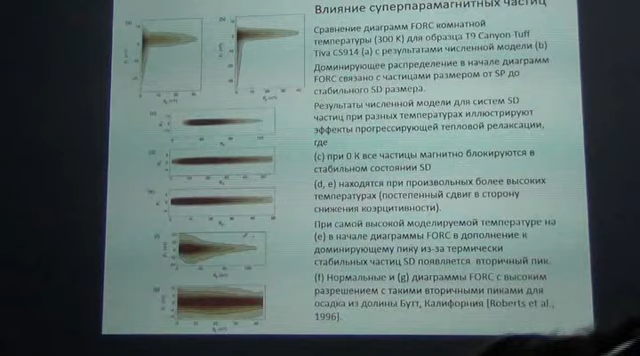 Влияние суперпарамагнитных частиц
Сравнение диаграмм FORC комнатной
температуры (300 К) для образца Т9 Canyon Tuff
Tiva CS914 (a) с результатами численной модели (b)
Доминирующее распределение в начале диаграмм
FORC связано с частицами размером от SP до
стабильного SD размера.
Результаты численной модели для систем SD
частиц при разных температурах иллюстрируют
эффекты прогрессирующей тепловой релаксации,
где
(c) при 0 К все частицы магнитно блокируются в
стабильном состоянии SD
(d, e) находятся при произвольных более высоких
температурах (постепенный сдвиг в сторону
снижения коэрцитивности).
При самой высокой моделируемой температуре на
(e) в начале диаграммы FORC в дополнение к
доминирующему пику из-за термически
стабильных частиц SD появляется вторичный пик.
(f) Нормальные и (g) диаграммы FORC с высоким
разрешением с такими вторичными пиками для
осадка из долины Бутт, Калифорния [Roberts et al.,
1996].